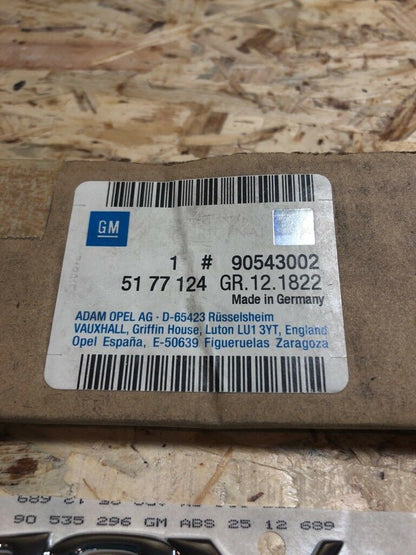 GM
1 # 90543002
51 77 124 GR.12.1822
Made in Germany
ADAM OPEL AG · D-65423 Rüsselsheim
VAUXHALL, Griffin House, Luton LU1 3YT, England
Opel España, E-50639 Figueruelas Zaragoza
90 535 296 GM ABS 25 12 689